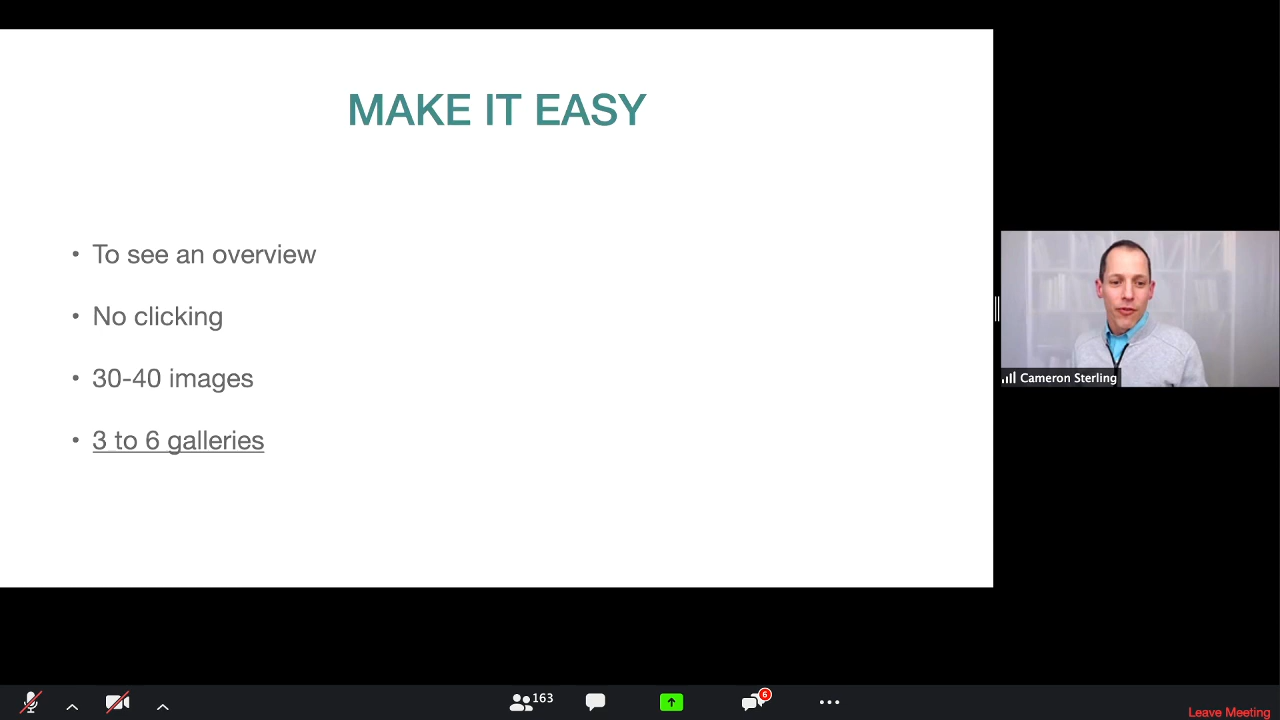 MAKE IT EASY
• To see an overview
• No clicking
• 30-40 images
• 3 to 6 galleries
Cameron Sterling
163
6
Leave Meeting